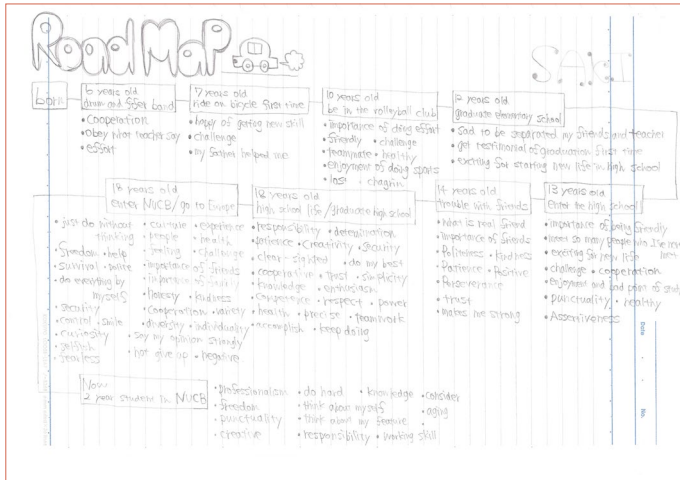 Road Map
SAKI
born
6 years old
drum and fifer band
• Cooperation
• obey what teacher say
• effort
7 years old
ride on bicycle first time
• happy of getting new skill
• challenge
• my father helped me
10 years old
be in the volleyball club
• importance of doing effort
• friendly • challenge
• teammate • healthy
• enjoyment of doing sports
• lost • chagrin
12 years old
graduate elementary school
• sad to be separated my friends and teacher
• get testimonial of graduation first time
• exciting for starting new life in high school
13 years old
Enter the high school
• importance of being friendly
• meet so many people who I've never met
• exciting for new life
• challenge • cooperation
• enjoyment and bad point of study
• punctuality • healthy
• Assertiveness
14 years old
trouble with friends
• what is real friend
• importance of friends
• Politeness • kindness
• Patience • Positive
• Perseverance
• trust
• makes me strong
18 years old
high school life / graduate high school
• responsibility • determination
• patience • Creativity • security
• clear-sighted • do my best
• cooperative • trust • simplicity
• knowledge • enthusiasm
• competence • respect • power
• health • precise • teamwork
• accomplish • keep doing
18 years old
enter NUCB / go to Europe
• just do without thinking
• freedom • help
• survival • polite
• do everything by myself
• security
• control • smile
• curiosity
• selfish
• fearless
• culture • experience
• people • health
• feeling • challenge
• importance of friends
• importance of family
• honesty • kindness
• cooperation • variety
• diversity • individuality
• say my opinion strongly
• not give up • negative
Now
2 year student in NUCB
• professionalism • do hard • knowledge • consider
• freedom • think about myself • aging
• punctuality • think about my feature •
• creative • responsibility • working skill
Date
No.